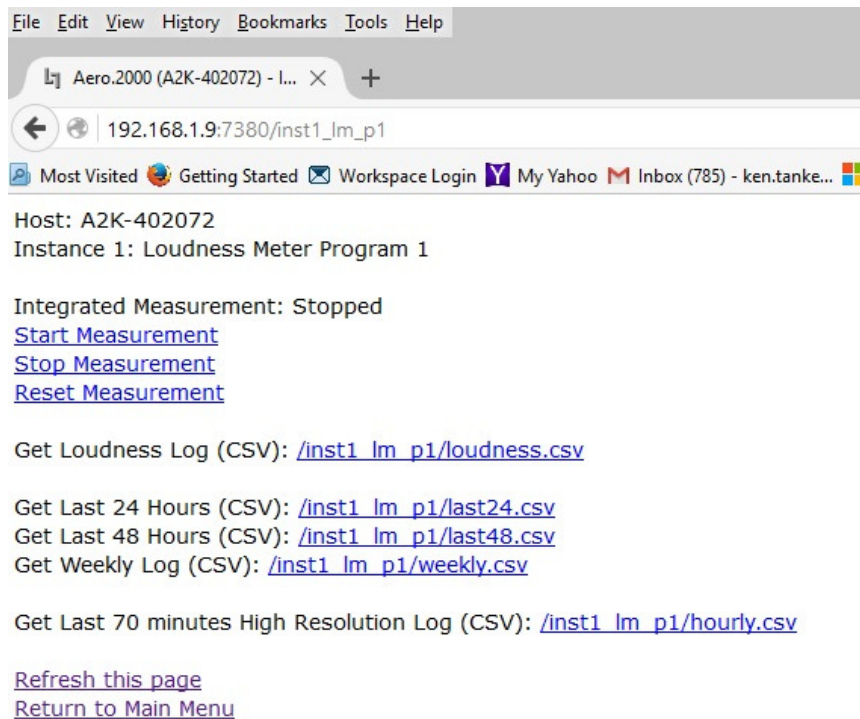 File Edit View History Bookmarks Tools Help
Aero.2000 (A2K-402072) - I...
192.168.1.9:7380/inst1_lm_p1
Most Visited Getting Started Workspace Login My Yahoo Inbox (785) - ken.tanke...
Host: A2K-402072
Instance 1: Loudness Meter Program 1
Integrated Measurement: Stopped
Start Measurement
Stop Measurement
Reset Measurement
Get Loudness Log (CSV): /inst1_lm_p1/loudness.csv
Get Last 24 Hours (CSV): /inst1_lm_p1/last24.csv
Get Last 48 Hours (CSV): /inst1_lm_p1/last48.csv
Get Weekly Log (CSV): /inst1_lm_p1/weekly.csv
Get Last 70 minutes High Resolution Log (CSV): /inst1_lm_p1/hourly.csv
Refresh this page
Return to Main Menu